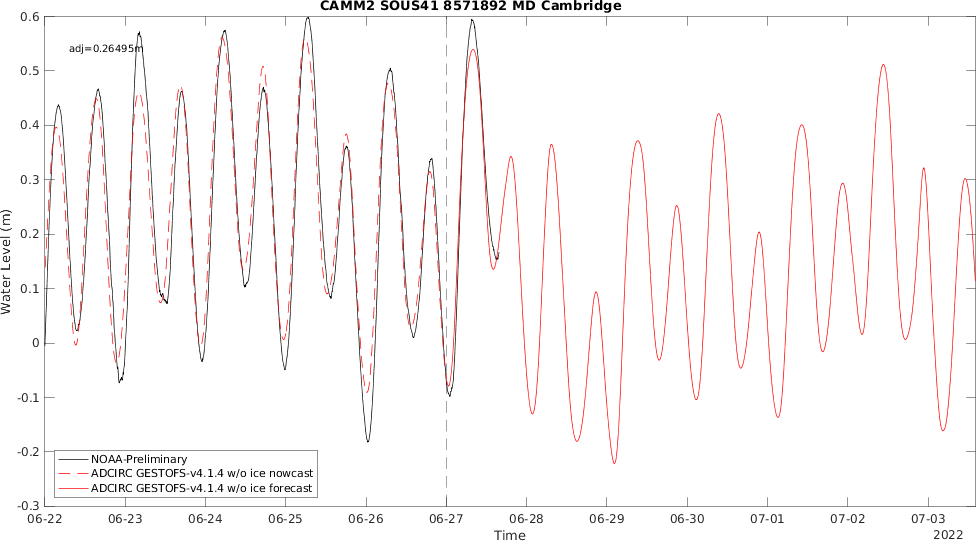 CAMM2 SOUS41 8571892 MD Cambridge
adj=0.26495m
0.6
0.5
0.4
0.3
0.2
0.1
0
-0.1
-0.2
-0.3
Water Level (m)
NOAA-Preliminary
ADCIRC GESTOFS-v4.1.4 w/o ice nowcast
ADCIRC GESTOFS-v4.1.4 w/o ice forecast
06-22 06-23 06-24 06-25 06-26 06-27 06-28 06-29 06-30 07-01 07-02 07-03
Time
2022